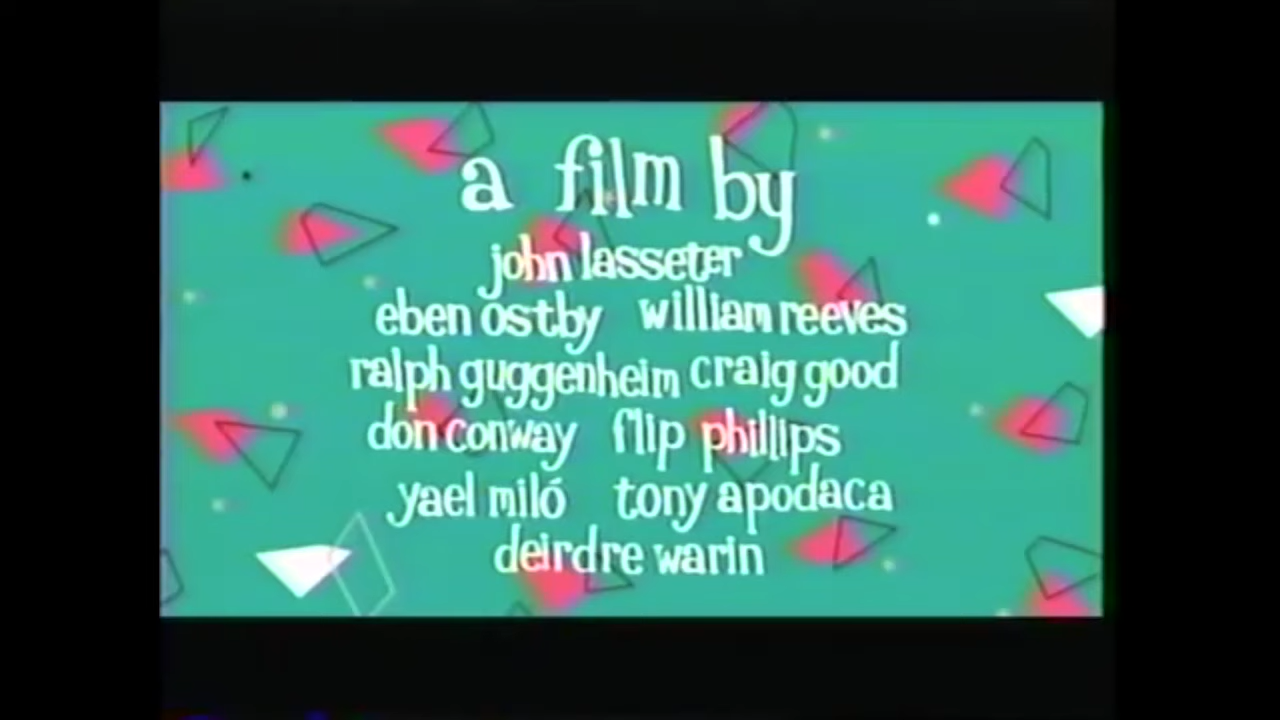 a film by
john lasseter
eben ostby william reeves
ralph guggenheim craig good
don conway flip phillips
yael miló tony apodaca
deirdre warin